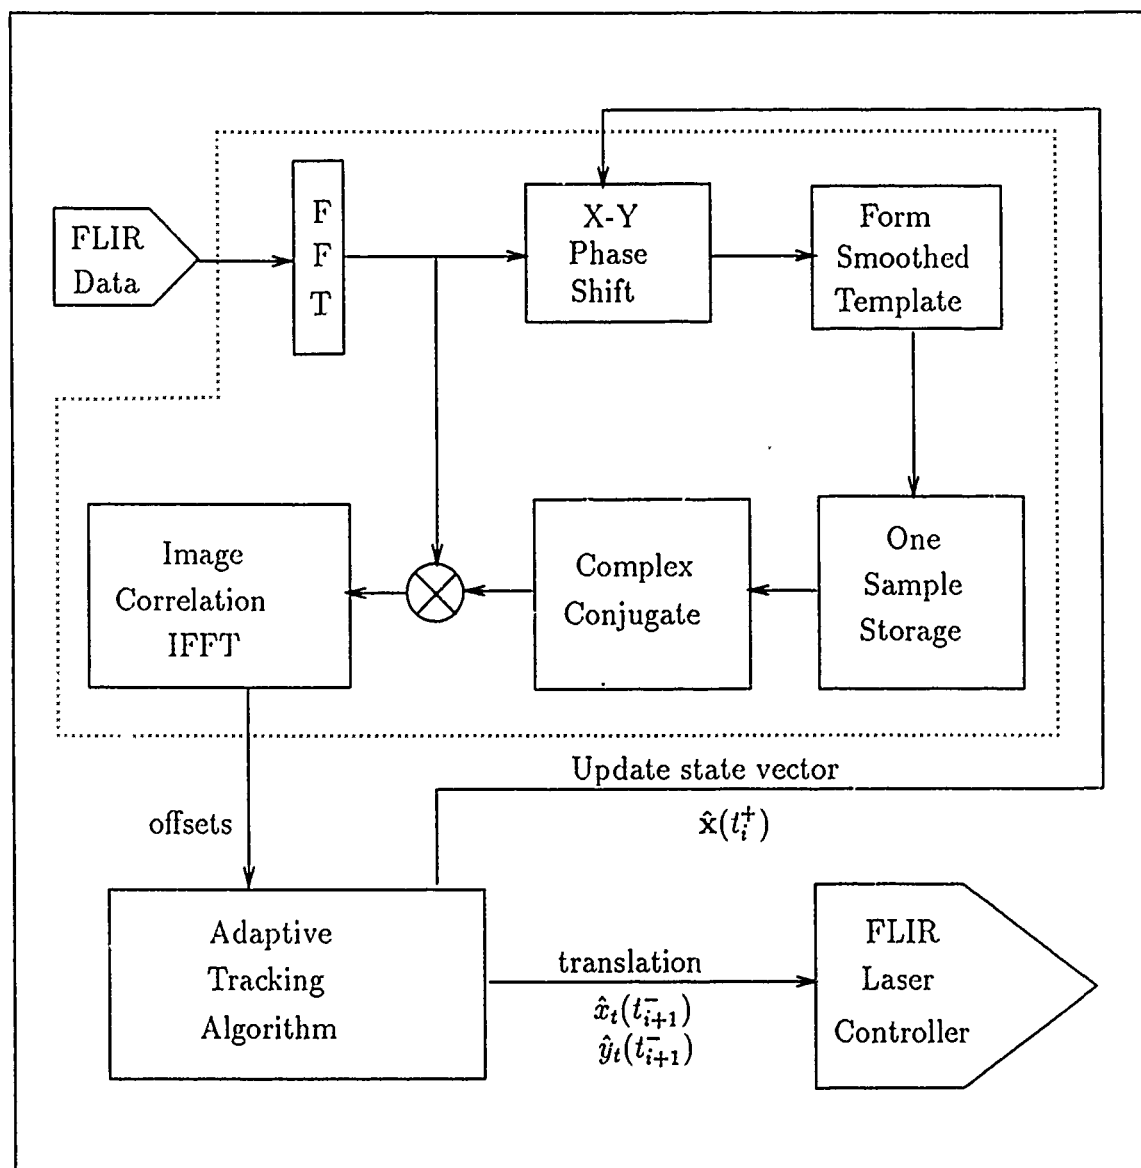 FLIR
Data
F
F
T
X-Y
Phase
Shift
Form
Smoothed
Template
Image
Correlation
IFFT
Complex
Conjugate
One
Sample
Storage
Update state vector
x̂(t_i^+)
offsets
Adaptive
Tracking
Algorithm
translation
x̂_t(t_{i+1}^-)
ŷ_t(t_{i+1}^-)
FLIR
Laser
Controller